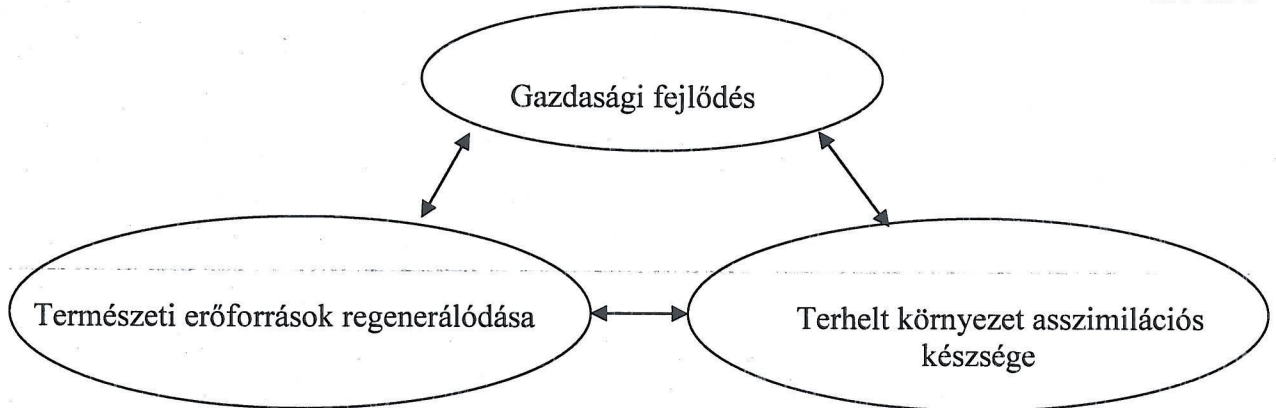 Gazdasági fejlődés
Természeti erőforrások regenerálódása
Terhelt környezet asszimilációs
készsége